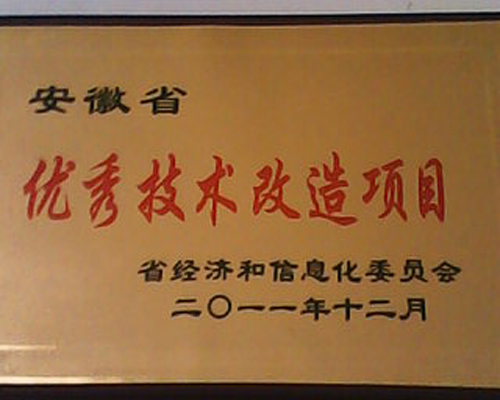 安徽省
优秀技术改造项目
省经济和信息化委员会
二〇一一年十二月